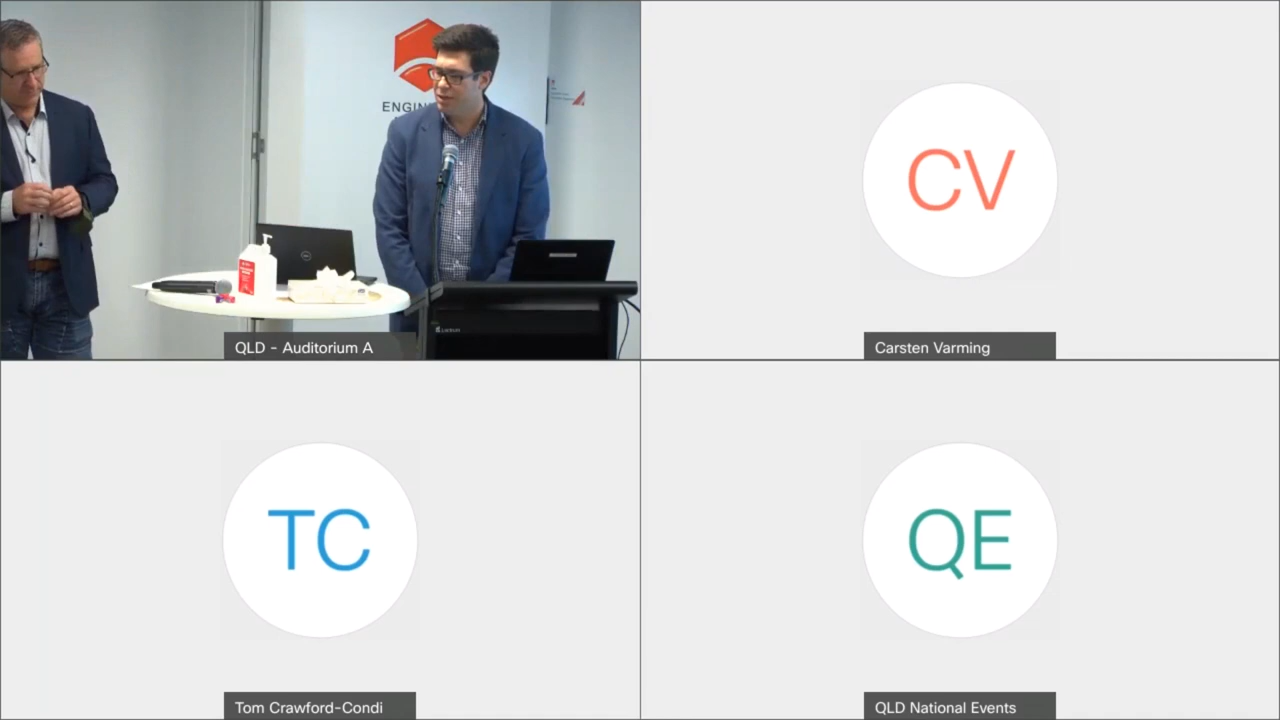 ENGIN
QLD - Auditorium A
CV
Carsten Varming
TC
Tom Crawford-Condi
QE
QLD National Events